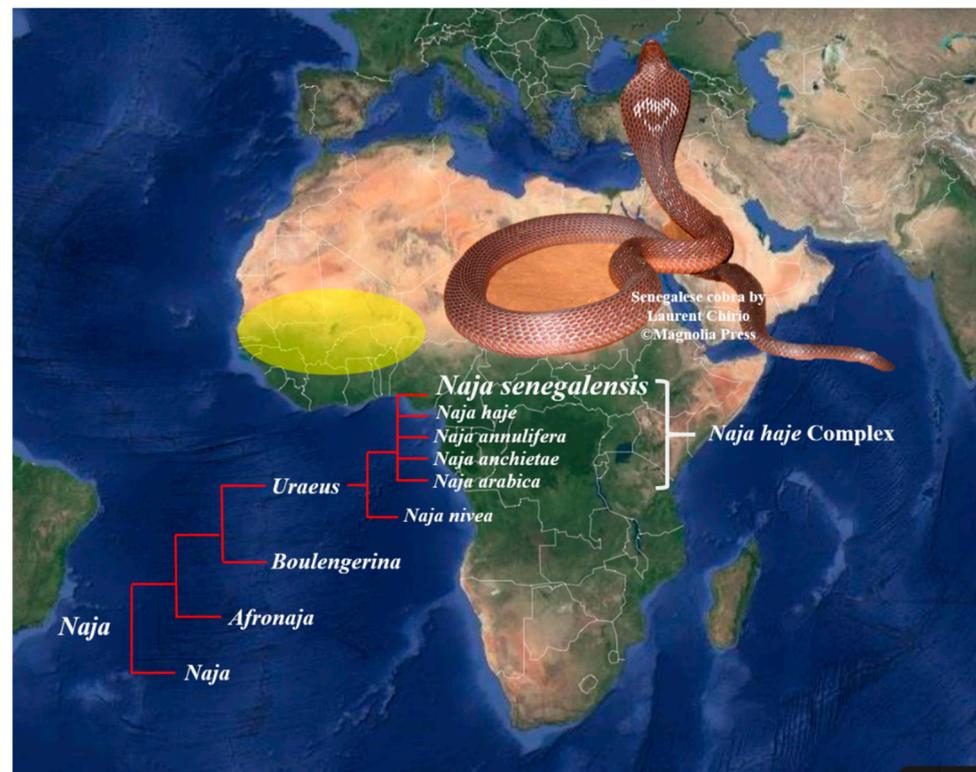 Senegalese cobra by
Laurent Chirio
©Magnolia Press
Naja senegalensis
Naja haje
Naja annulifera
Naja anchietae
Naja arabica
Naja haje Complex
Uraeus
Naja nivea
Boulengerina
Afronaja
Naja
Naja